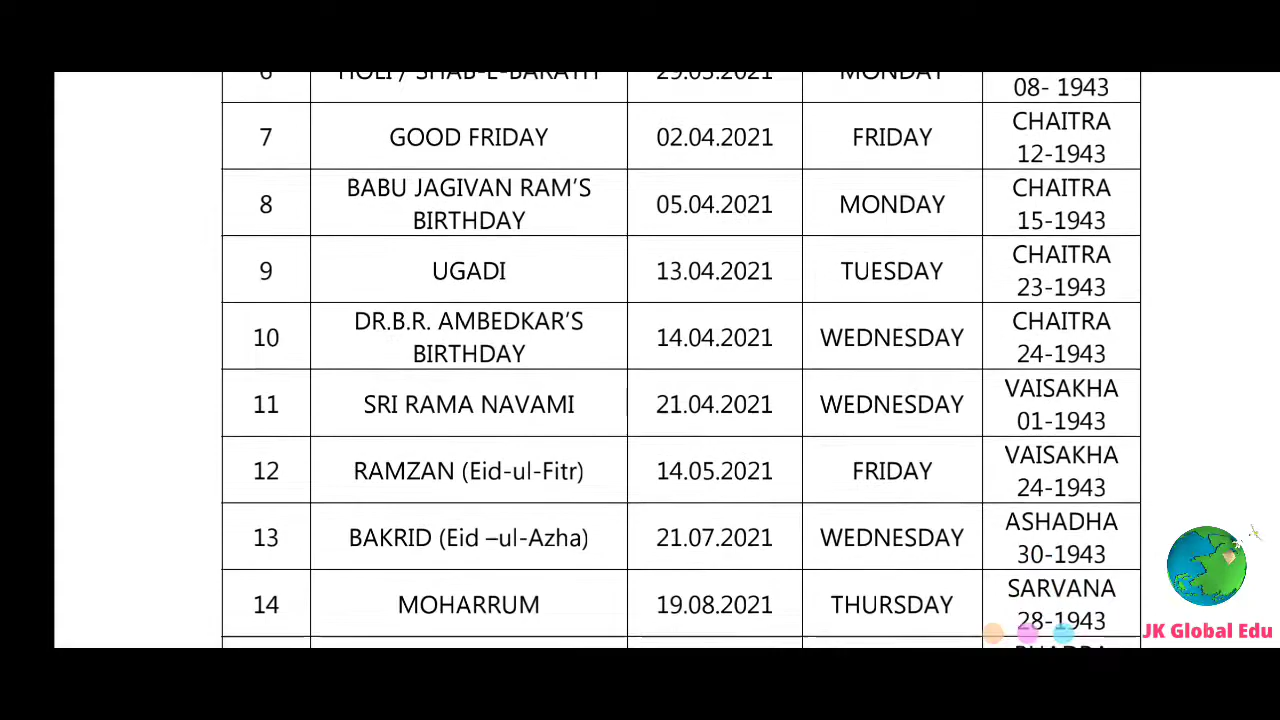 6 HOLI / SHAB-E-BARATH 29.03.2021 MONDAY
08- 1943
7 GOOD FRIDAY 02.04.2021 FRIDAY CHAITRA
12-1943
8 BABU JAGIVAN RAM’S
BIRTHDAY 05.04.2021 MONDAY CHAITRA
15-1943
9 UGADI 13.04.2021 TUESDAY CHAITRA
23-1943
10 DR.B.R. AMBEDKAR’S
BIRTHDAY 14.04.2021 WEDNESDAY CHAITRA
24-1943
11 SRI RAMA NAVAMI 21.04.2021 WEDNESDAY VAISAKHA
01-1943
12 RAMZAN (Eid-ul-Fitr) 14.05.2021 FRIDAY VAISAKHA
24-1943
13 BAKRID (Eid –ul-Azha) 21.07.2021 WEDNESDAY ASHADHA
30-1943
14 MOHARRUM 19.08.2021 THURSDAY SARVANA
28-1943
JK Global Edu